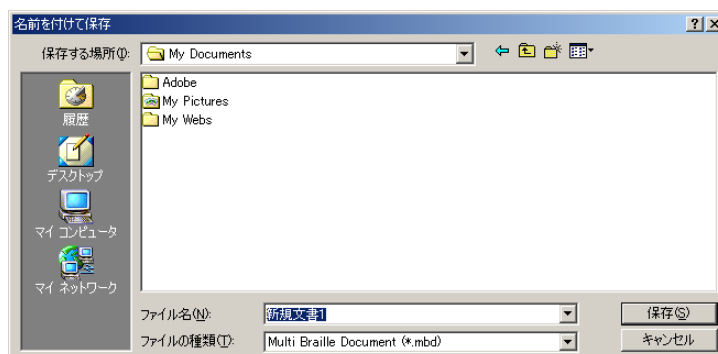 名前を付けて保存
保存する場所(I):
My Documents
履歴
デスクトップ
マイ コンピュータ
マイ ネットワーク
Adobe
My Pictures
My Webs
ファイル名(N):
新規文書1
保存(S)
ファイルの種類(T):
Multi Braille Document (*.mbd)
キャンセル